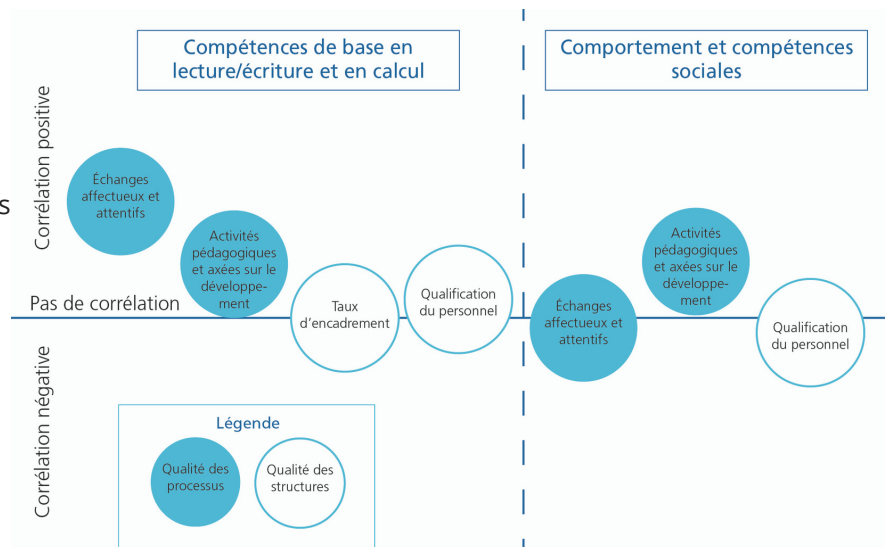 Compétences de base en
lecture/écriture et en calcul
Comportement et compétences
sociales
Corrélation positive
s
Échanges
affectueux et
attentifs
Activités
pédagogiques
et axées sur le
développe-
ment
Pas de corrélation
Taux
d'encadrement
Qualification
du personnel
Échanges
affectueux et
attentifs
Activités
pédagogiques
et axées sur le
développe-
ment
Qualification
du personnel
Corrélation négative
Légende
Qualité des
processus
Qualité des
structures